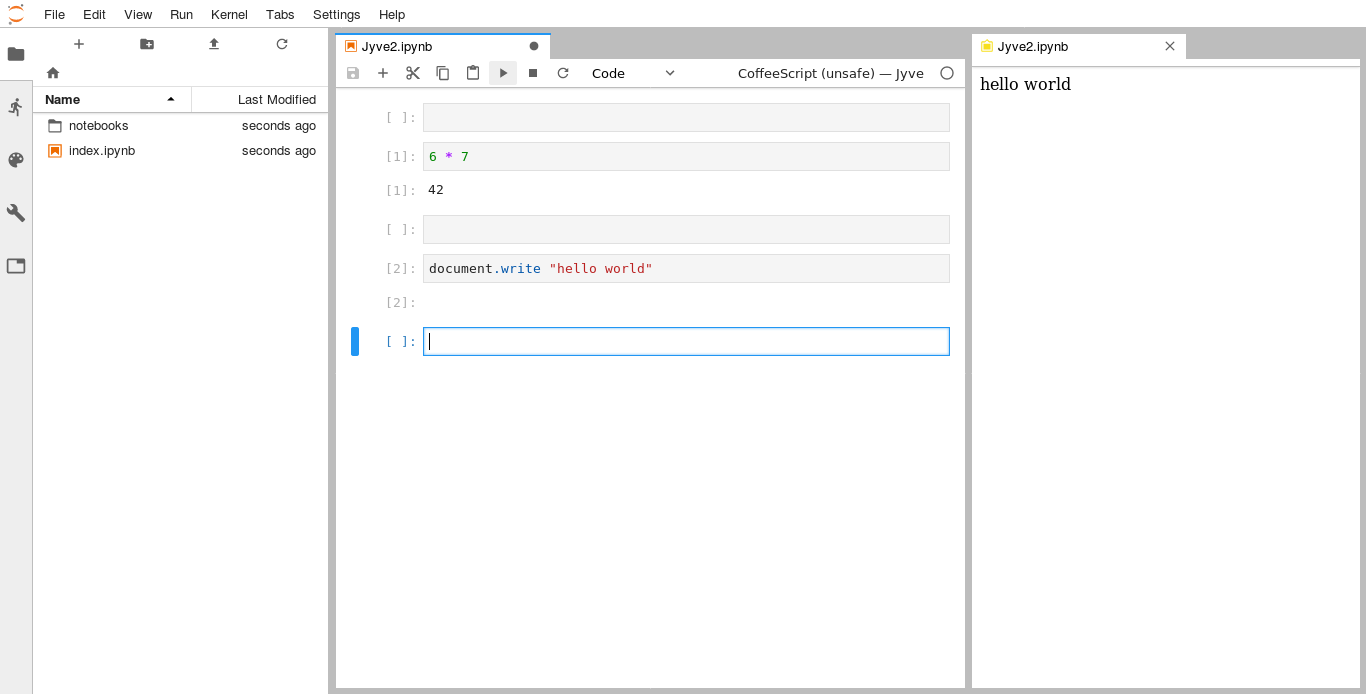 File Edit View Run Kernel Tabs Settings Help
Name Last Modified
notebooks seconds ago
index.ipynb seconds ago
Jyve2.ipynb
Code CoffeeScript (unsafe) — Jyve
[ ]:
[1]: 6 * 7
[1]: 42
[ ]:
[2]: document.write "hello world"
[2]:
[ ]:
Jyve2.ipynb
hello world